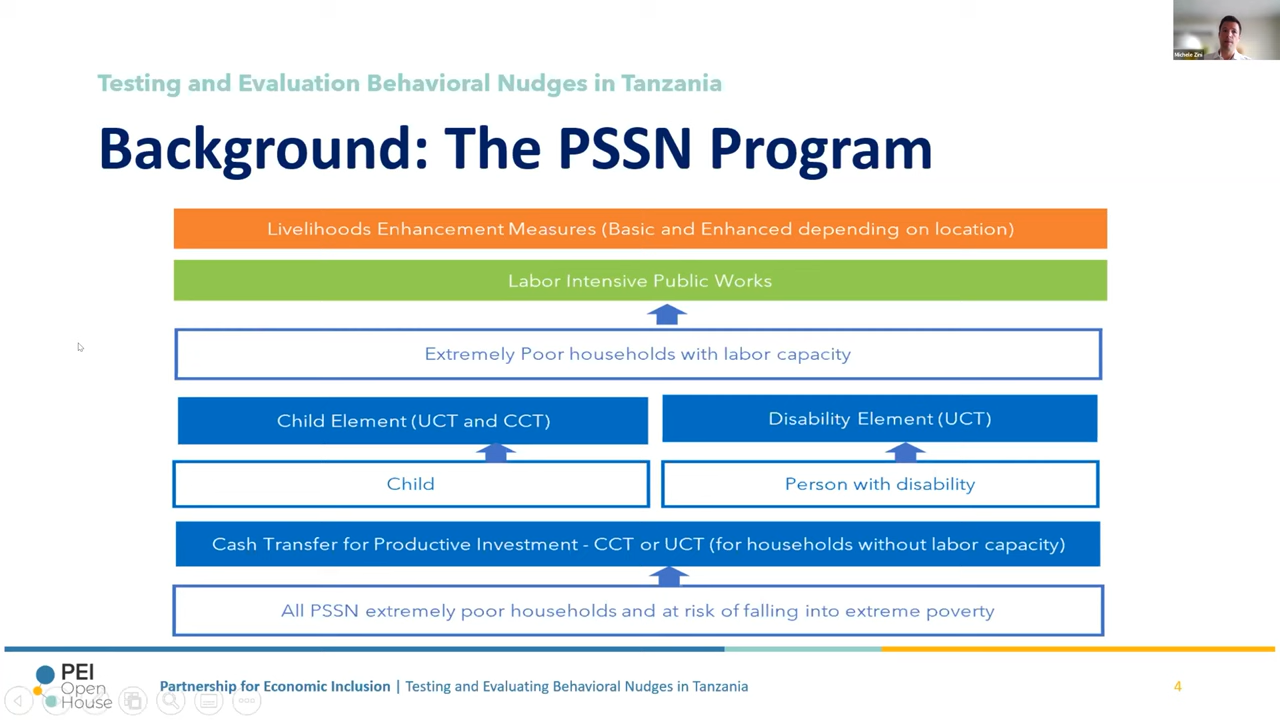 Michele Zini
Testing and Evaluation Behavioral Nudges in Tanzania
Background: The PSSN Program
Livelihoods Enhancement Measures (Basic and Enhanced depending on location)
Labor Intensive Public Works
Extremely Poor households with labor capacity
Child Element (UCT and CCT)
Disability Element (UCT)
Child
Person with disability
Cash Transfer for Productive Investment - CCT or UCT (for households without labor capacity)
All PSSN extremely poor households and at risk of falling into extreme poverty
PEI
Open
House
Partnership for Economic Inclusion | Testing and Evaluating Behavioral Nudges in Tanzania
4